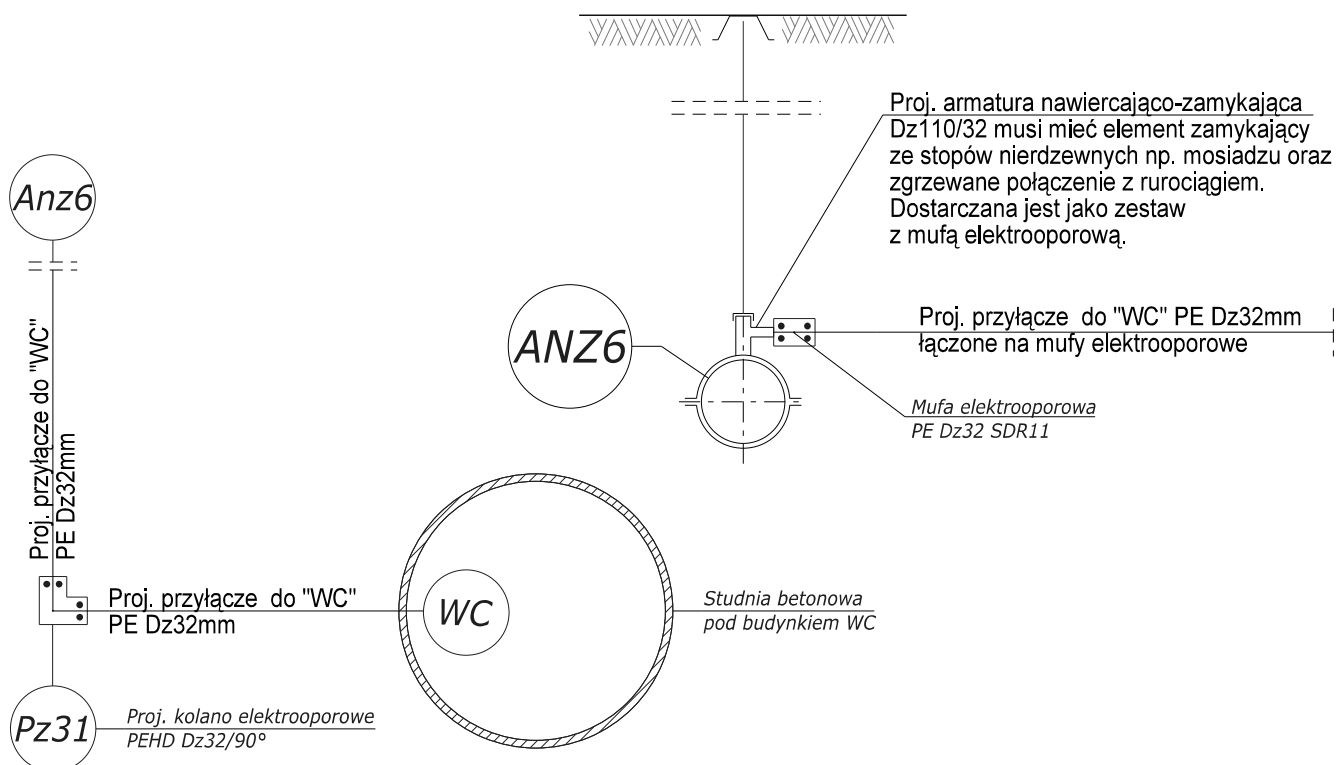 Proj. armatura nawiercająco-zamykająca
Dz110/32 musi mieć element zamykający
ze stopów nierdzewnych np. mosiadzu oraz
zgrzewane połączenie z rurociągiem.
Dostarczana jest jako zestaw
z mufą elektrooporową.
Anz6
ANZ6
Proj. przyłącze do "WC" PE Dz32mm
łączone na mufy elektrooporowe
Mufa elektrooporowa
PE Dz32 SDR11
Proj. przyłącze do "WC"
PE Dz32mm
Proj. przyłącze do "WC"
PE Dz32mm
WC
Studnia betonowa
pod budynkiem WC
Pz31
Proj. kolano elektrooporowe
PEHD Dz32/90°